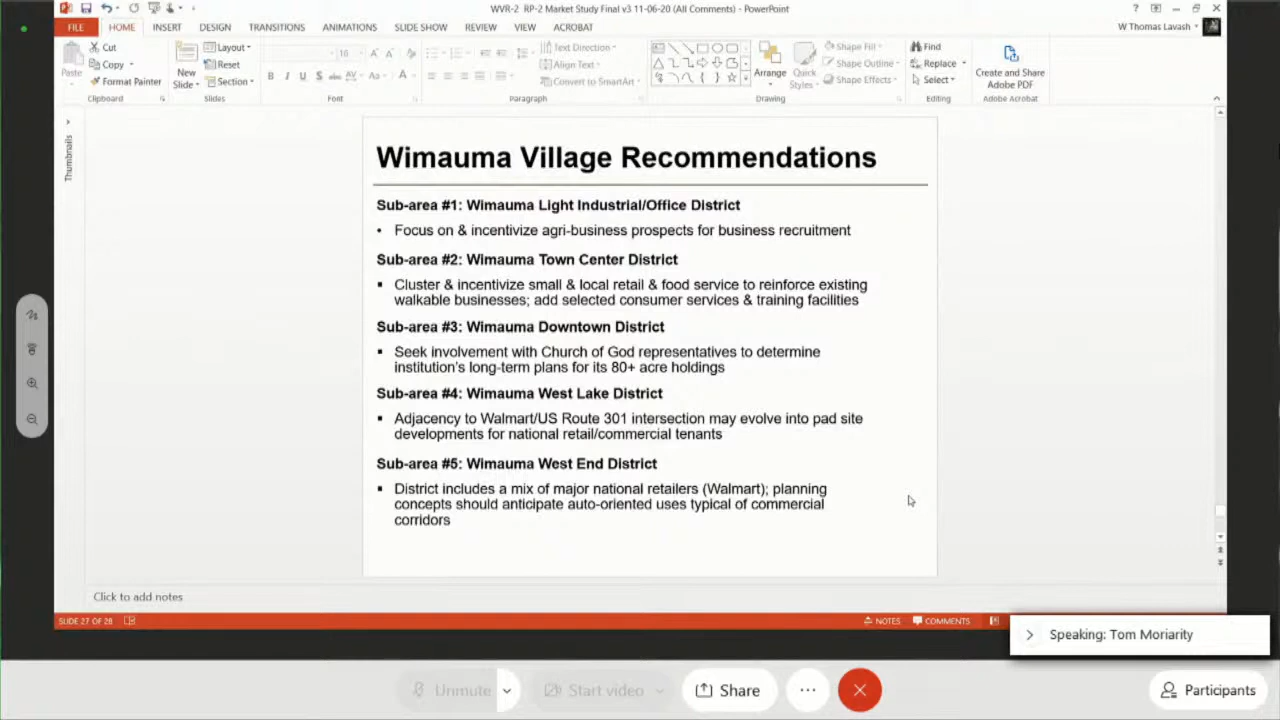 WVR-2 RP-2 Market Study Final v3 11-06-20 (All Comments) - PowerPoint
FILE HOME INSERT DESIGN TRANSITIONS ANIMATIONS SLIDE SHOW REVIEW VIEW ACROBAT
W Thomas Lavash
Paste
Cut
Copy
Format Painter
Clipboard
New
Slide
Layout
Reset
Section
Slides
16
B I U S abc AV Aa A
Font
Text Direction
Align Text
Convert to SmartArt
Paragraph
Arrange
Quick
Styles
Shape Fill
Shape Outline
Shape Effects
Drawing
Find
Replace
Select
Editing
Create and Share
Adobe PDF
Adobe Acrobat
Thumbnails
Wimauma Village Recommendations
Sub-area #1: Wimauma Light Industrial/Office District
• Focus on & incentivize agri-business prospects for business recruitment
Sub-area #2: Wimauma Town Center District
▪ Cluster & incentivize small & local retail & food service to reinforce existing
walkable businesses; add selected consumer services & training facilities
Sub-area #3: Wimauma Downtown District
▪ Seek involvement with Church of God representatives to determine
institution's long-term plans for its 80+ acre holdings
Sub-area #4: Wimauma West Lake District
▪ Adjacency to Walmart/US Route 301 intersection may evolve into pad site
developments for national retail/commercial tenants
Sub-area #5: Wimauma West End District
▪ District includes a mix of major national retailers (Walmart); planning
concepts should anticipate auto-oriented uses typical of commercial
corridors
Click to add notes
SLIDE 27 OF 28
NOTES COMMENTS
Speaking: Tom Moriarity
Unmute
Start video
Share
Participants